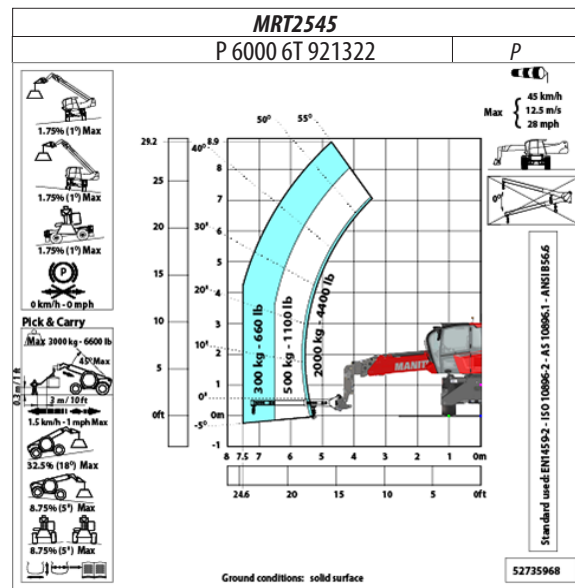 MRT2545
P 6000 6T 921322
P
1.75% (1°) Max
1.75% (1°) Max
1.75% (1°) Max
P
0 km/h - 0 mph
Pick & Carry
Max 3000 kg - 6600 lb
45° Max
0.3 m / 1 ft
3 m / 10 ft
1.5 km/h - 1 mph Max
32.5% (18°) Max
8.75% (5°) Max
8.75% (5°) Max
29.2
25
20
15
10
5
0ft
8.9
8
7
6
5
4
3
2
1
0m
-1
55°
50°
40°
30°
20°
10°
0°
-5°
300 kg - 660 lb
500 kg - 1100 lb
2000 kg - 4400 lb
MANIT
8 7.5 7 6 5 4 3 2 1 0m
24.6 20 15 10 5 0ft
Max
45 km/h
12.5 m/s
28 mph
0°
Standard used: EN1459-2 - ISO 10896-2 - AS 10896.1 - ANSI B56.6
Ground conditions: solid surface
52735968